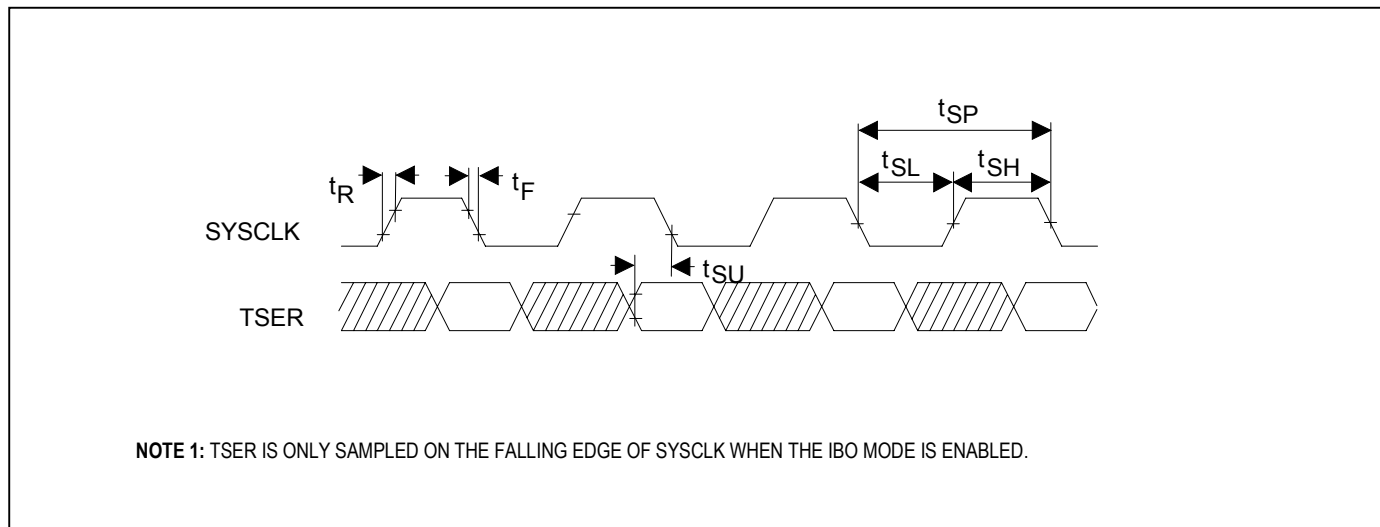 tSP
tSL tSH
tR tF
SYSCLK
tSU
TSER
NOTE 1: TSER IS ONLY SAMPLED ON THE FALLING EDGE OF SYSCLK WHEN THE IBO MODE IS ENABLED.